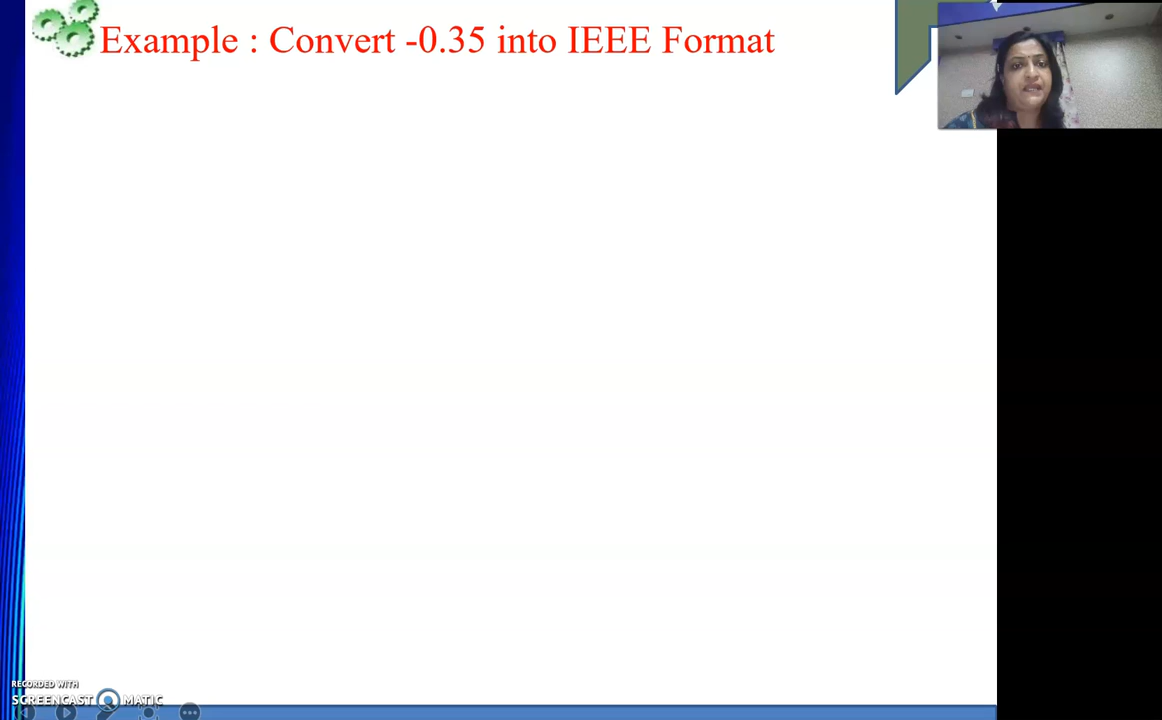 Example : Convert -0.35 into IEEE Format
RECORDED WITH
SCREENCAST MATIC